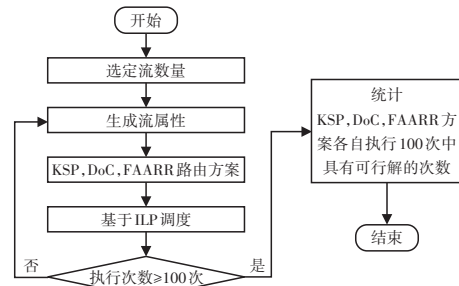 开始
选定流数量
生成流属性
KSP,DoC,FAARR路由方案
基于ILP调度
执行次数≥100次
否
是
统计
KSP,DoC,FAARR方
案各自执行100次中
具有可行解的次数
结束